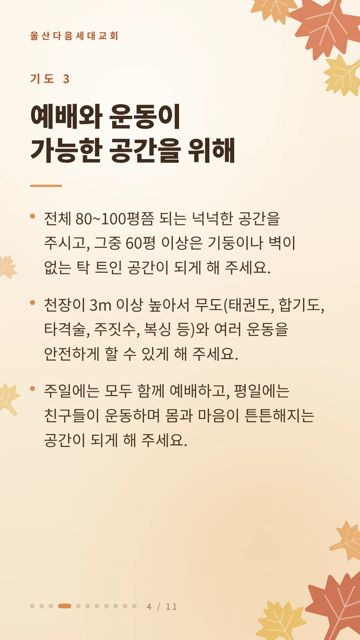 울산다음세대교회
기도 3
예배와 운동이
가능한 공간을 위해
• 전체 80~100평쯤 되는 넉넉한 공간을
주시고, 그중 60평 이상은 기둥이나 벽이
없는 탁 트인 공간이 되게 해 주세요.
• 천장이 3m 이상 높아서 무도(태권도, 합기도,
타격술, 주짓수, 복싱 등)와 여러 운동을
안전하게 할 수 있게 해 주세요.
• 주일에는 모두 함께 예배하고, 평일에는
친구들이 운동하며 몸과 마음이 튼튼해지는
공간이 되게 해 주세요.
4 / 11